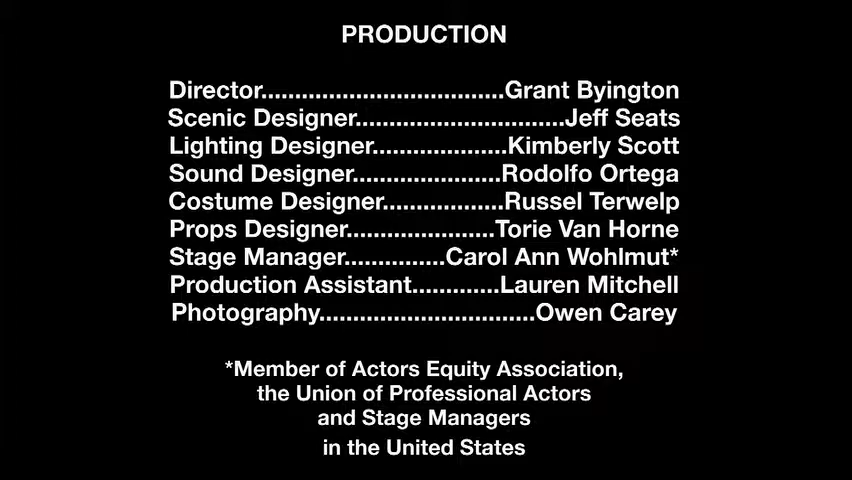 PRODUCTION
Director....................................Grant Byington
Scenic Designer...............................Jeff Seats
Lighting Designer....................Kimberly Scott
Sound Designer......................Rodolfo Ortega
Costume Designer..................Russel Terwelp
Props Designer......................Torie Van Horne
Stage Manager...............Carol Ann Wohlmut*
Production Assistant.............Lauren Mitchell
Photography................................Owen Carey
*Member of Actors Equity Association,
the Union of Professional Actors
and Stage Managers
in the United States